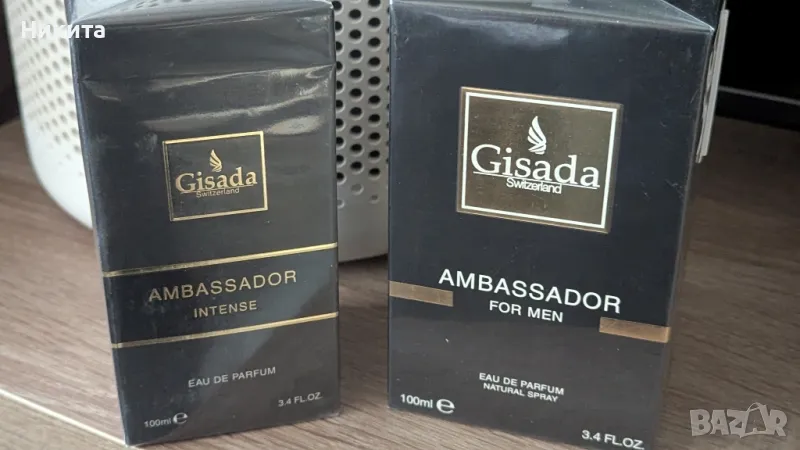 Никита
Gisada
Switzerland
AMBASSADOR
INTENSE
EAU DE PARFUM
100ml e
3.4 FL.OZ.
Gisada
Switzerland
AMBASSADOR
FOR MEN
EAU DE PARFUM
NATURAL SPRAY
100ml e
3.4 FL.OZ.
BAZAR